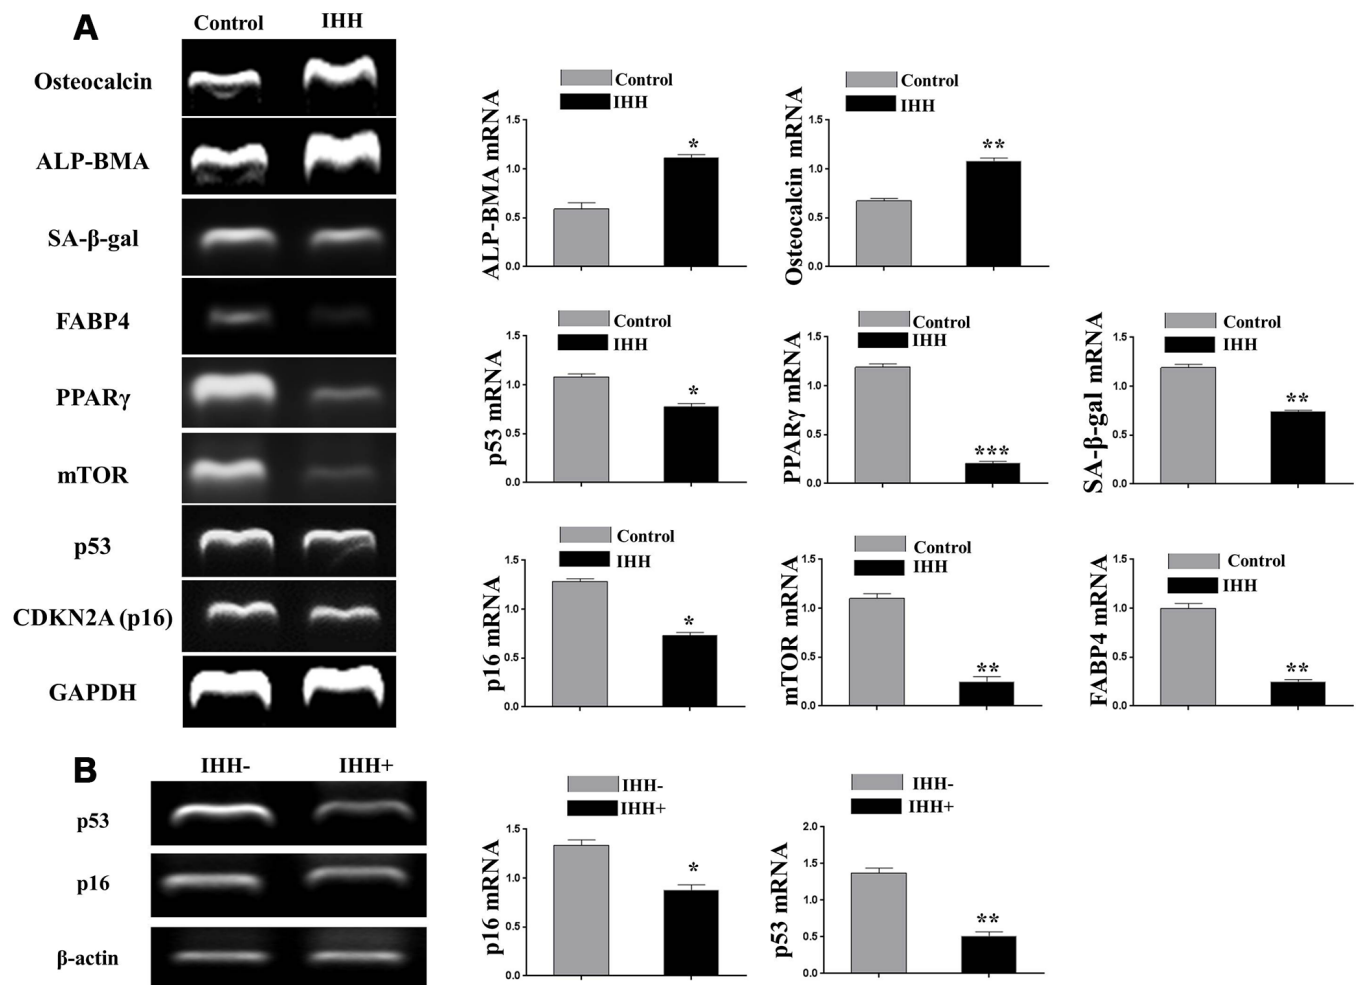 A
Control IHH
Osteocalcin
ALP-BMA
SA-β-gal
FABP4
PPARγ
mTOR
p53
CDKN2A (p16)
GAPDH
Control
IHH
ALP-BMA mRNA
1.5
1.0
0.5
0.0
*
Control
IHH
Osteocalcin mRNA
1.5
1.0
0.5
0.0
**
Control
IHH
p53 mRNA
1.5
1.0
0.5
0.0
*
Control
IHH
PPARγ mRNA
1.5
1.0
0.5
0.0
***
Control
IHH
SA-β-gal mRNA
1.5
1.0
0.5
0.0
**
Control
IHH
p16 mRNA
1.5
1.0
0.5
0.0
*
Control
IHH
mTOR mRNA
1.5
1.0
0.5
0.0
**
Control
IHH
FABP4 mRNA
1.5
1.0
0.5
0.0
**
B
IHH- IHH+
p53
p16
β-actin
IHH-
IHH+
p16 mRNA
1.5
1.0
0.5
0.0
*
IHH-
IHH+
p53 mRNA
2.0
1.5
1.0
0.5
0.0
**